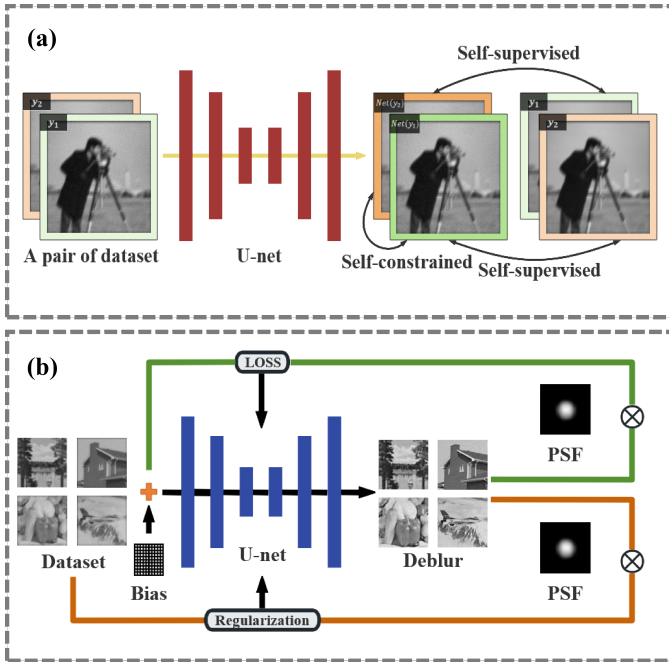 (a)
Self-supervised
y₂
y₁
Net(y₂)
Net(y₁)
y₁
y₂
A pair of dataset
U-net
Self-constrained
Self-supervised
(b)
LOSS
PSF
Dataset
Bias
U-net
Deblur
PSF
Regularization